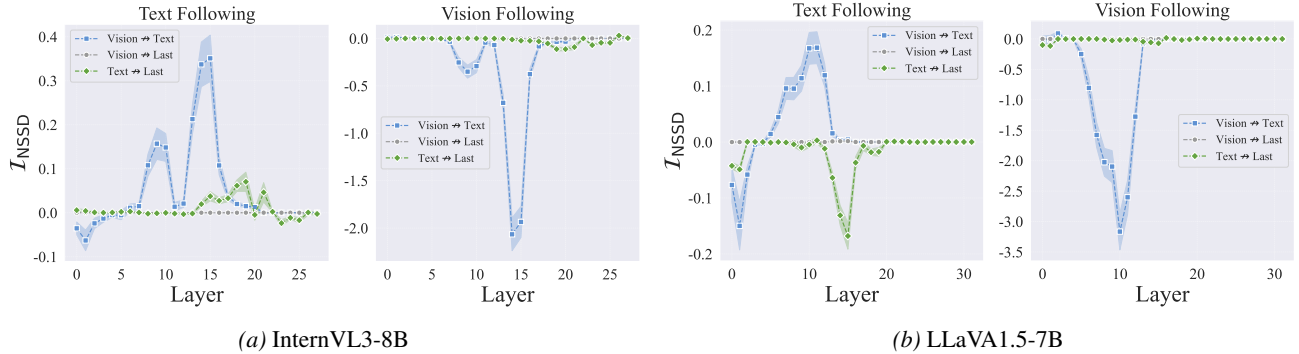 Text Following
Vision Following
0.4
0.3
0.2
0.1
0.0
-0.1
0.0
-0.5
-1.0
-1.5
-2.0
Vision ↛ Text
Vision ↛ Last
Text ↛ Last
Vision ↛ Text
Vision ↛ Last
Text ↛ Last
0 5 10 15 20 25
0 5 10 15 20 25
I_NSSD
Layer
Layer
(a) InternVL3-8B
Text Following
Vision Following
0.2
0.1
0.0
-0.1
-0.2
0.0
-0.5
-1.0
-1.5
-2.0
-2.5
-3.0
-3.5
Vision ↛ Text
Vision ↛ Last
Text ↛ Last
Vision ↛ Text
Vision ↛ Last
Text ↛ Last
0 10 20 30
0 10 20 30
I_NSSD
Layer
Layer
(b) LLaVA1.5-7B